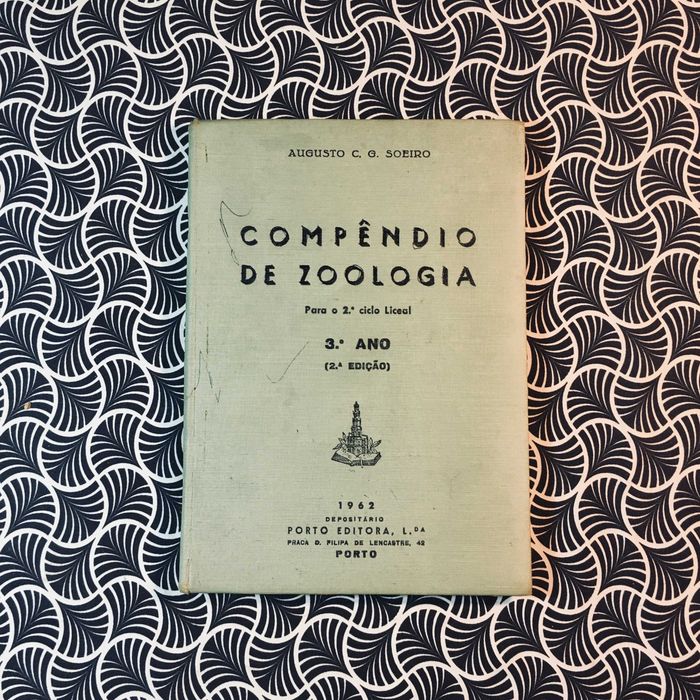 AUGUSTO C. G. SOEIRO
COMPÊNDIO
DE ZOOLOGIA
Para o 2.º ciclo Liceal
3.º ANO
(2.ª EDIÇÃO)
1962
DEPOSITÁRIO
PORTO EDITORA, L.DA
PRACA D. FILIPA DE LENCASTRE, 42
PORTO